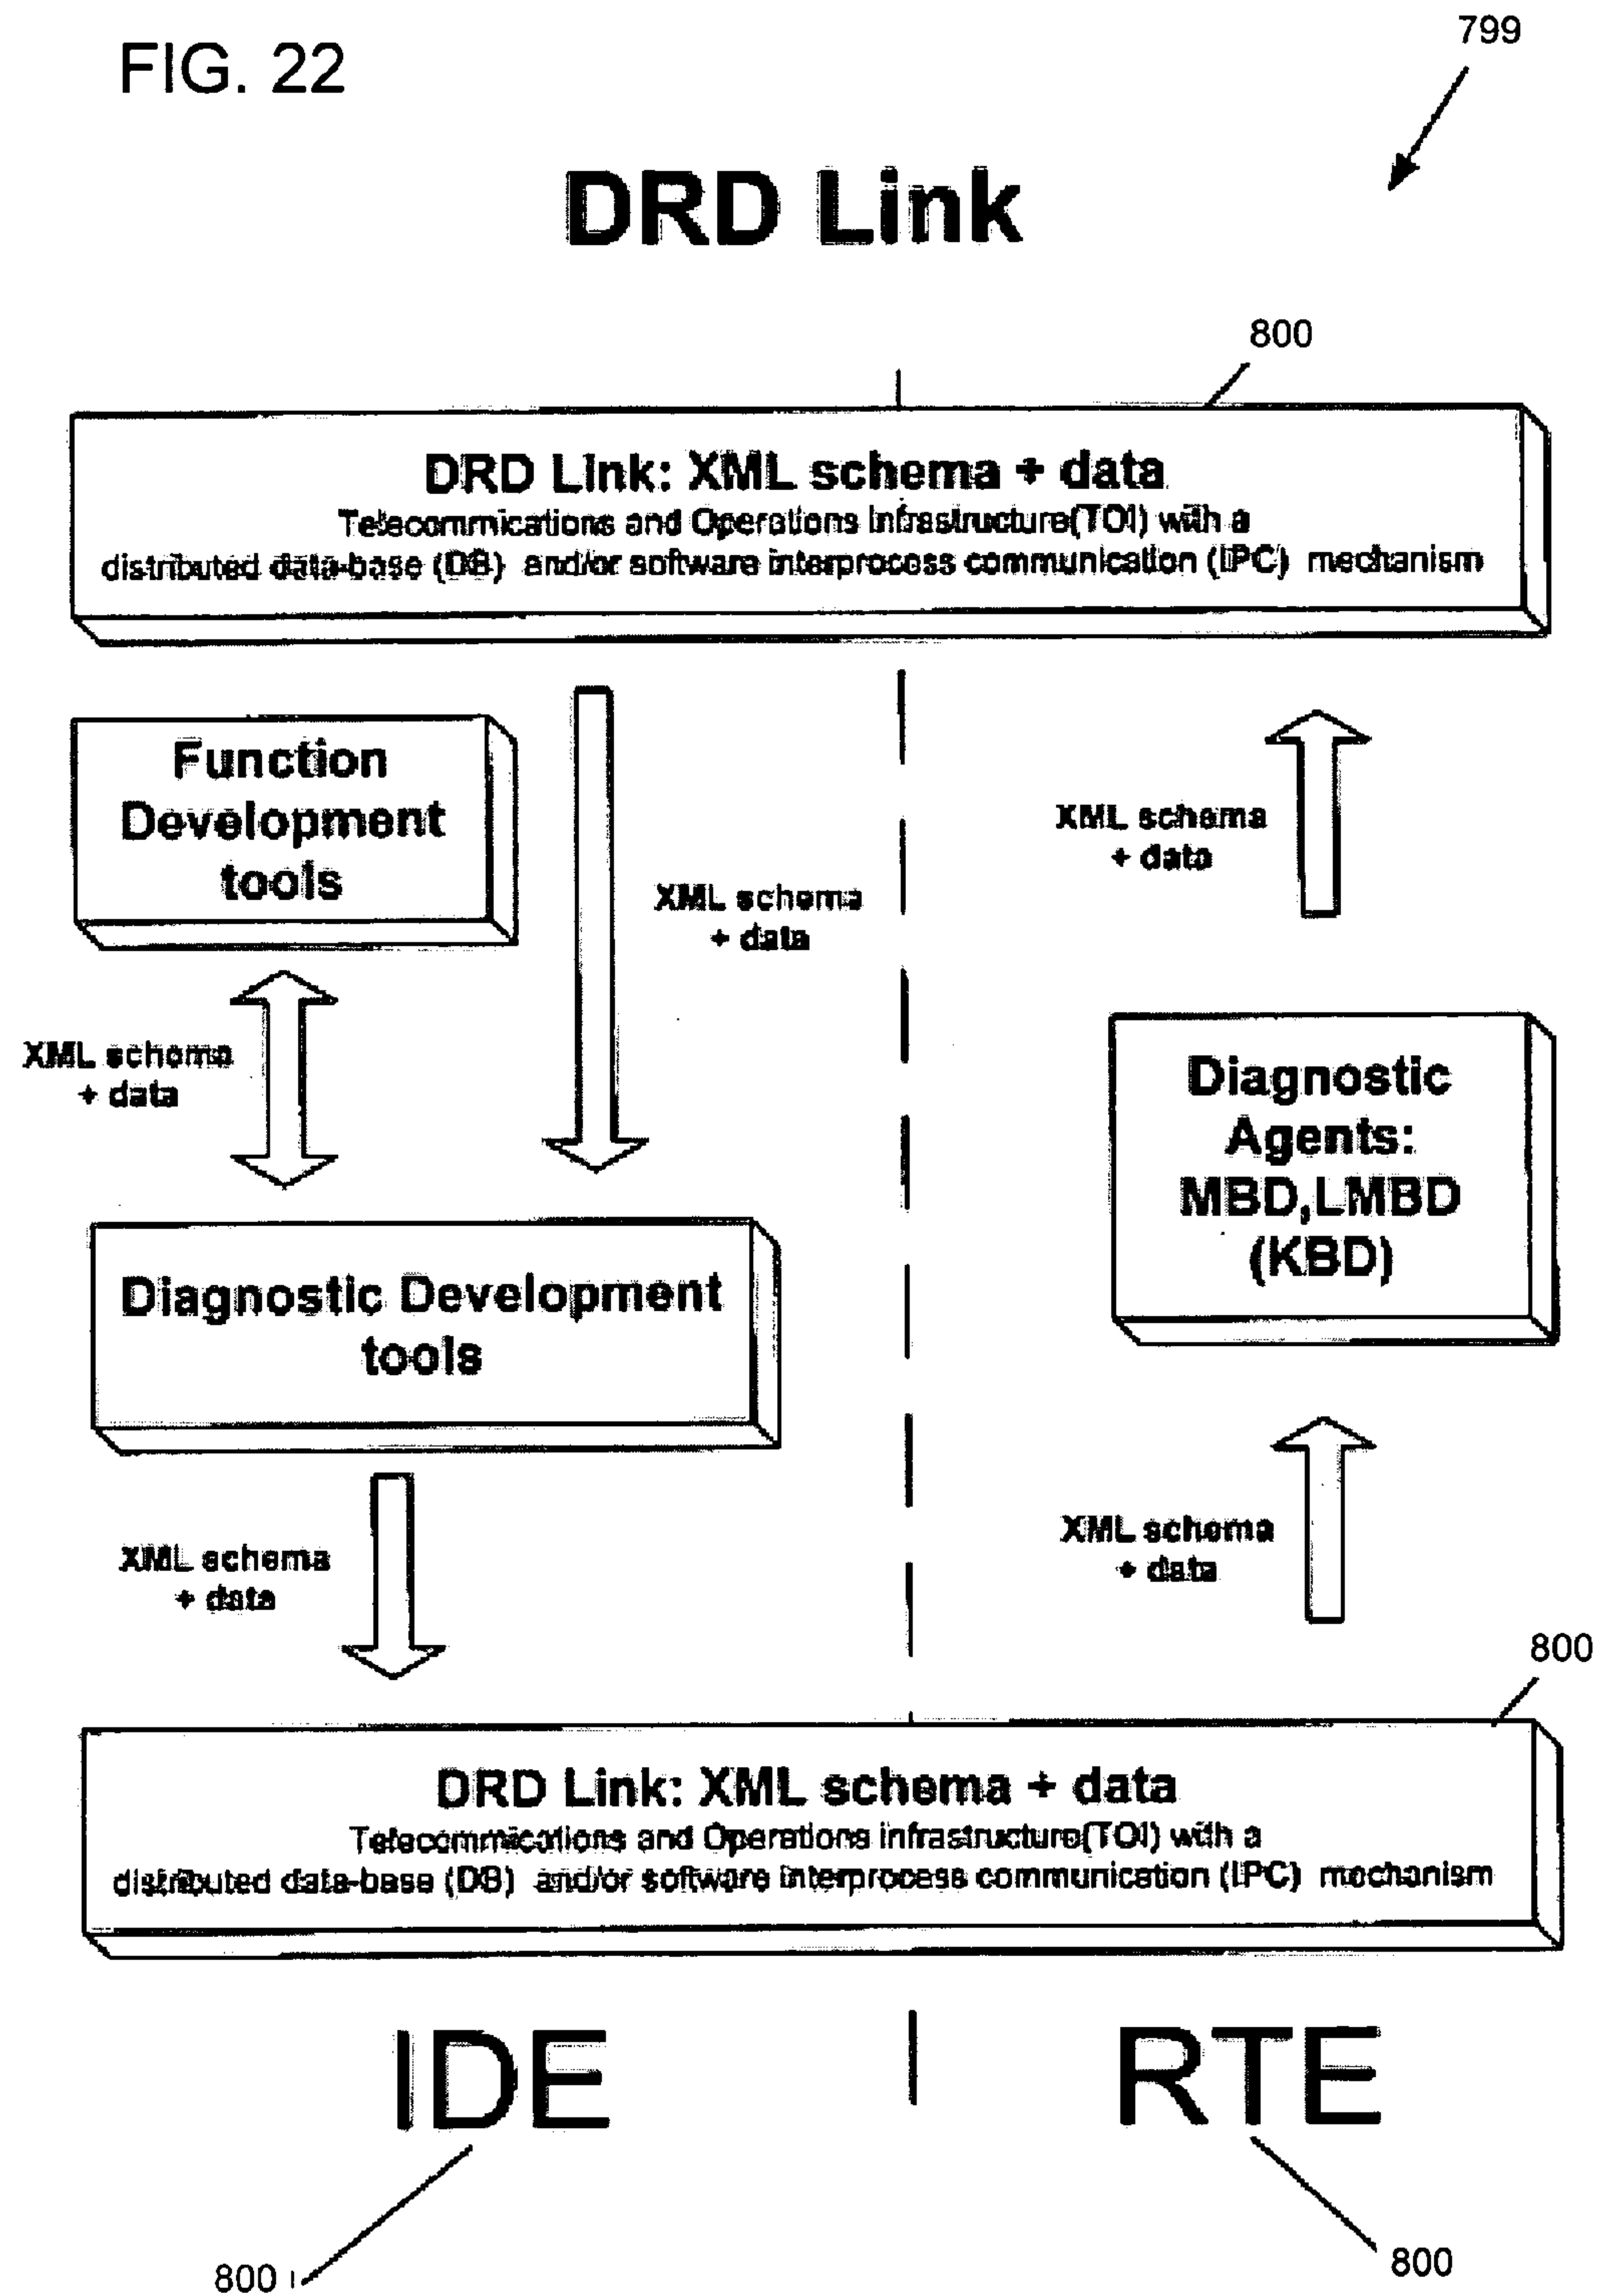 FIG. 22
799
DRD Link
800
DRD Link: XML schema + data
Telecommications and Operations Infrastructure(TOI) with a
distributed data-base (DB) and/or software interprocess communication (IPC) mechanism
Function
Development
tools
XML schema
+ data
XML schema
+ data
XML schema
+ data
Diagnostic
Agents:
MBD,LMBD
(KBD)
Diagnostic Development
tools
XML schema
+ data
XML schema
+ data
800
DRD Link: XML schema + data
Telecommications and Operations infrastructure(TOI) with a
distributed data-base (DB) and/or software interprocess communication (IPC) mechanism
IDE
RTE
800
800